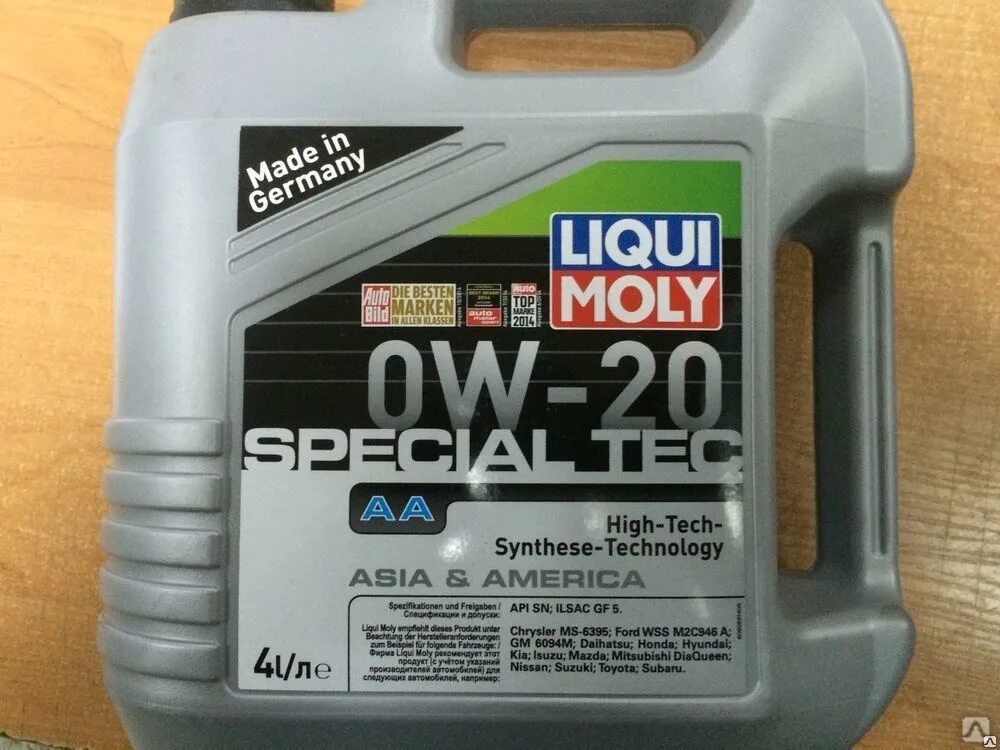 Made in
Germany
LIQUI
MOLY
Auto
Bild
DIE BESTEN
MARKEN
IN ALLEN KLASSEN
BEST BRAND
2014
auto
motor
sport
Auto
TOP
MARKE
2014
0W-20
SPECIAL TEC
AA
High-Tech-
Synthese-Technology
ASIA & AMERICA
Spezifikationen und Freigaben /
Спецификации и допуски:
API SN; ILSAC GF 5.
Liqui Moly empfiehlt dieses Produkt unter
Beachtung der Herstelleranforderungen
zum Beispiel für folgende Fahrzeuge: /
Фирма Liqui Moly рекомендует этот
продукт (с учётом указаний
производителей автомобилей) для
следующих автомобилей, например:
Chrysler MS-6395; Ford WSS M2C946 A;
GM 6094M; Daihatsu; Honda; Hyundai;
Kia; Isuzu; Mazda; Mitsubishi DiaQueen;
Nissan; Suzuki; Toyota; Subaru.
4l/л e